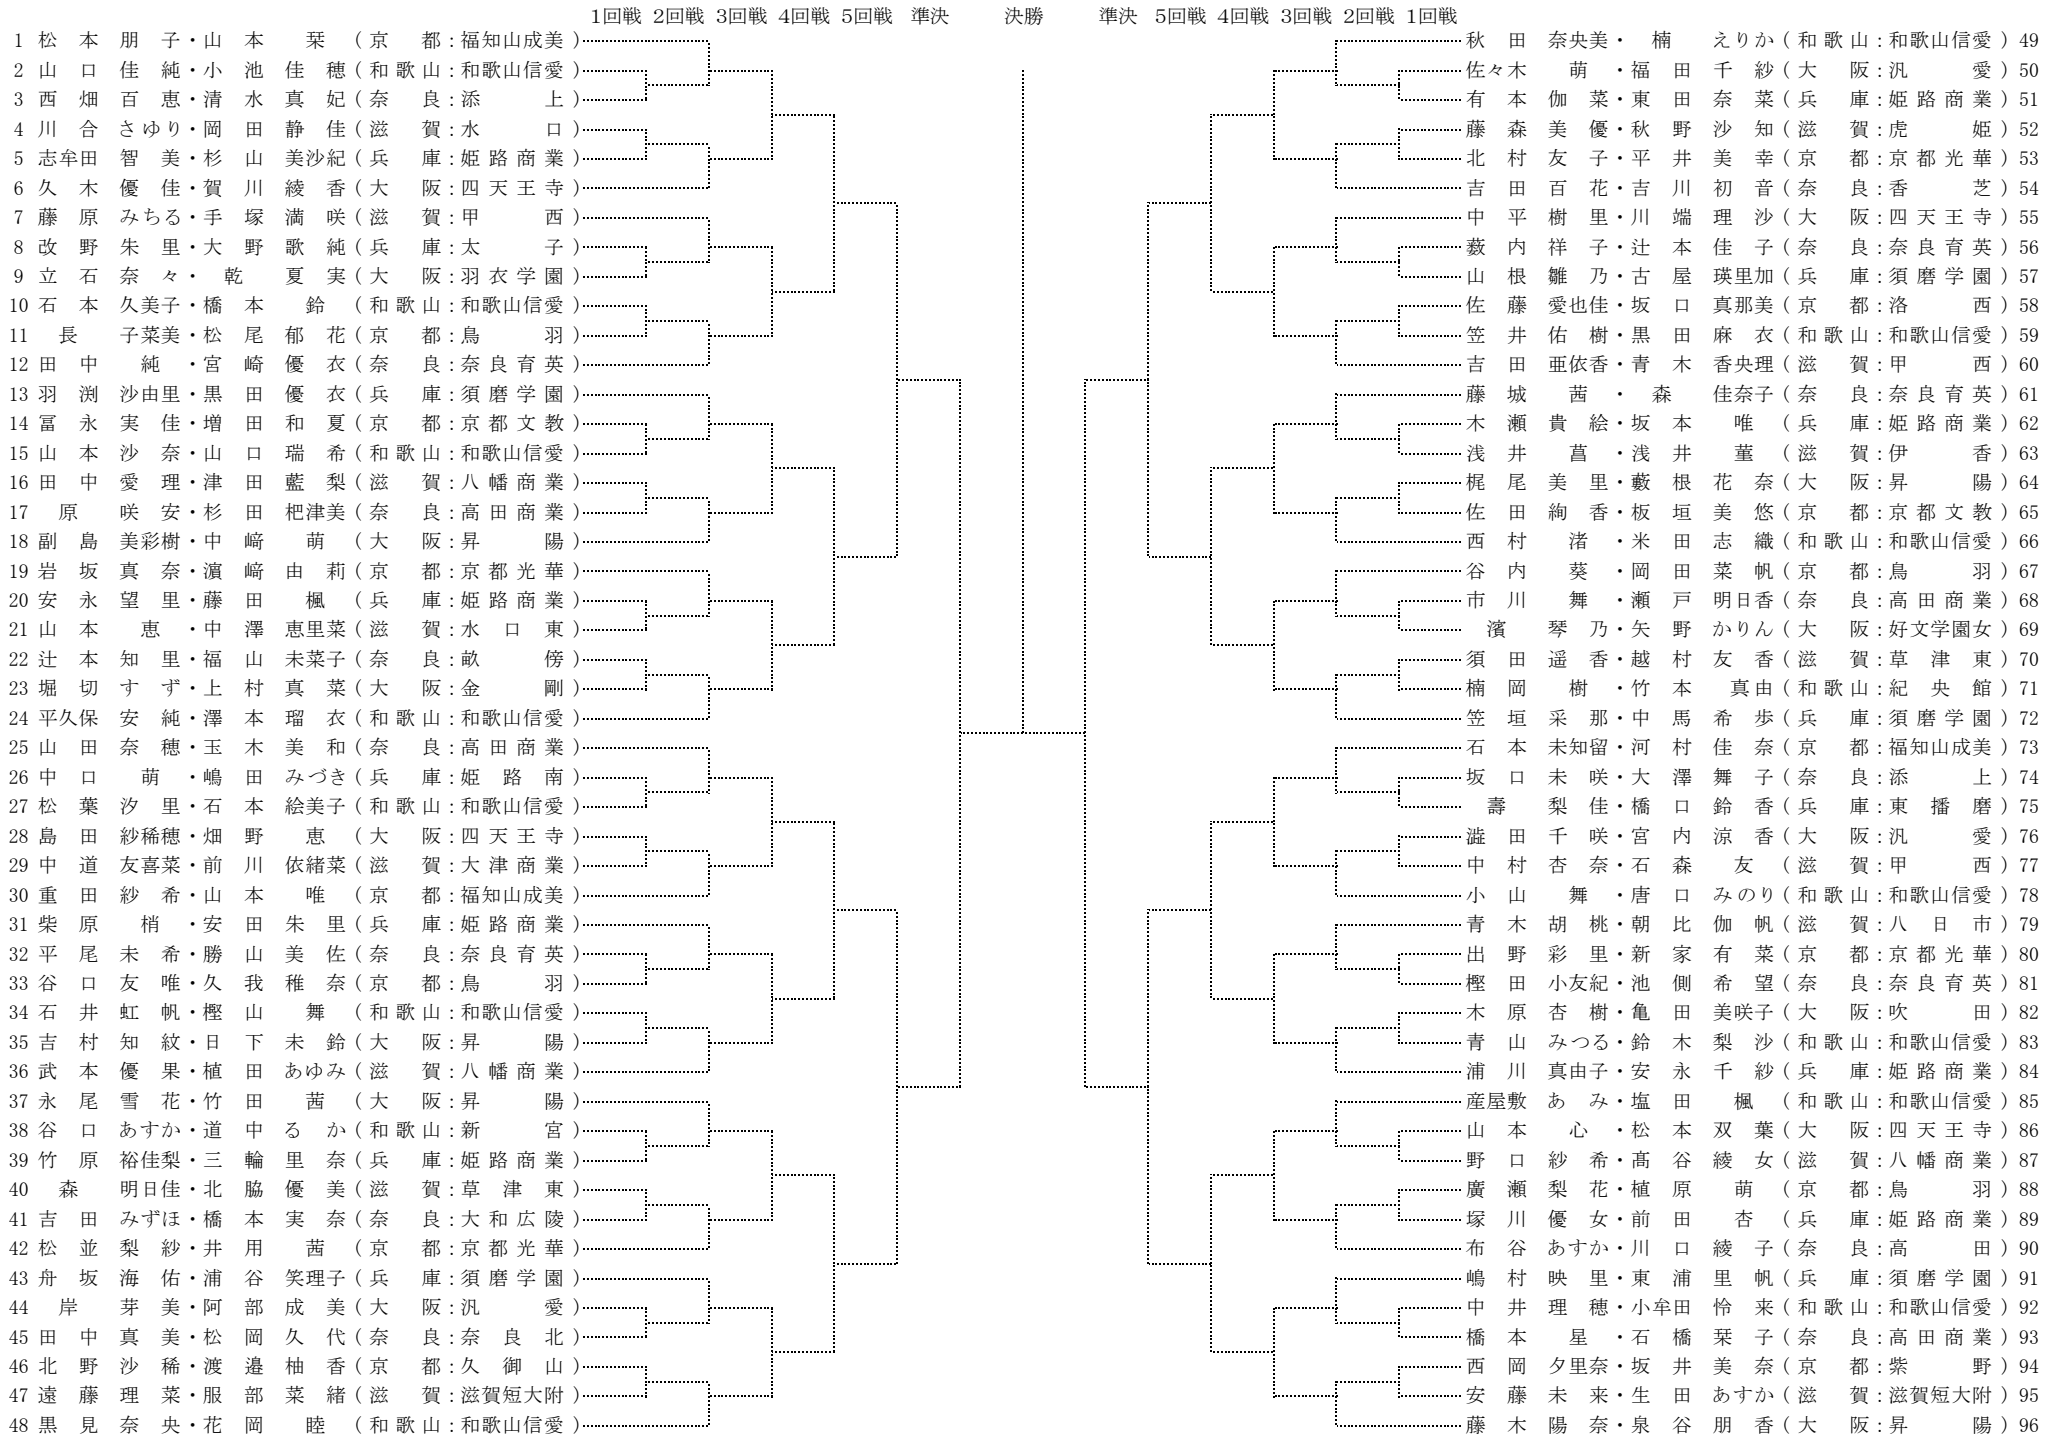 1回戦 2回戦 3回戦 4回戦 5回戦 準決 決勝 準決 5回戦 4回戦 3回戦 2回戦 1回戦
1 松本 朋子・山本 栞 (京都:福知山成美)
2 山口 佳純・小池 佳穂 (和歌山:和歌山信愛)
3 西畑 百恵・清水 真妃 (奈良:添上)
4 川合 さゆり・岡田 静佳 (滋賀:水口)
5 志牟田 智美・杉山 美沙紀 (兵庫:姫路商業)
6 久木 優佳・賀川 綾香 (大阪:四天王寺)
7 藤原 みちる・手塚 満咲 (滋賀:甲西)
8 改野 朱里・大野 歌純 (兵庫:太子)
9 立石 奈々・乾 夏実 (大阪:羽衣学園)
10 石本 久美子・橋本 鈴 (和歌山:和歌山信愛)
11 長 子菜美・松尾 郁花 (京都:鳥羽)
12 田中 純・宮崎 優衣 (奈良:奈良育英)
13 羽渕 沙由里・黒田 優衣 (兵庫:須磨学園)
14 冨永 実佳・増田 和夏 (京都:京都文教)
15 山本 沙奈・山口 瑞希 (和歌山:和歌山信愛)
16 田中 愛理・津田 藍梨 (滋賀:八幡商業)
17 原 咲安・杉田 杷津美 (奈良:高田商業)
18 副島 美彩樹・中﨑 萌 (大阪:昇陽)
19 岩坂 真奈・濵﨑 由莉 (京都:京都光華)
20 安永 望里・藤田 楓 (兵庫:姫路商業)
21 山本 恵・中澤 恵里菜 (滋賀:水口東)
22 辻本 知里・福山 未菜子 (奈良:畝傍)
23 堀切 すず・上村 真菜 (大阪:金剛)
24 平久保 安純・澤本 瑠衣 (和歌山:和歌山信愛)
25 山田 奈穂・玉木 美和 (奈良:高田商業)
26 中口 萌・嶋田 みづき (兵庫:姫路南)
27 松葉 汐里・石本 絵美子 (和歌山:和歌山信愛)
28 島田 紗稀穂・畑野 恵 (大阪:四天王寺)
29 中道 友喜菜・前川 依緒菜 (滋賀:大津商業)
30 重田 紗希・山本 唯 (京都:福知山成美)
31 柴原 梢・安田 朱里 (兵庫:姫路商業)
32 平尾 未希・勝山 美佐 (奈良:奈良育英)
33 谷口 友唯・久我 稚奈 (京都:鳥羽)
34 石井 虹帆・樫山 舞 (和歌山:和歌山信愛)
35 吉村 知紋・日下 未鈴 (大阪:昇陽)
36 武本 優果・植田 あゆみ (滋賀:八幡商業)
37 永尾 雪花・竹田 茜 (大阪:昇陽)
38 谷口 あすか・道中 るか (和歌山:新宮)
39 竹原 裕佳梨・三輪 里奈 (兵庫:姫路商業)
40 森 明日佳・北脇 優美 (滋賀:草津東)
41 吉田 みずほ・橋本 実奈 (奈良:大和広陵)
42 松並 梨紗・井用 茜 (京都:京都光華)
43 舟坂 海佑・浦谷 笑理子 (兵庫:須磨学園)
44 岸 芽美・阿部 成美 (大阪:汎愛)
45 田中 真美・松岡 久代 (奈良:奈良北)
46 北野 沙稀・渡邉 柚香 (京都:久御山)
47 遠藤 理菜・服部 菜緒 (滋賀:滋賀短大附)
48 黒見 奈央・花岡 睦 (和歌山:和歌山信愛)
秋田 奈央美・楠 えりか (和歌山:和歌山信愛) 49
佐々木 萌・福田 千紗 (大阪:汎愛) 50
有本 伽菜・東田 奈菜 (兵庫:姫路商業) 51
藤森 美優・秋野 沙知 (滋賀:虎姫) 52
北村 友子・平井 美幸 (京都:京都光華) 53
吉田 百花・吉川 初音 (奈良:香芝) 54
中平 樹里・川端 理沙 (大阪:四天王寺) 55
薮内 祥子・辻本 佳子 (奈良:奈良育英) 56
山根 雛乃・古屋 瑛里加 (兵庫:須磨学園) 57
佐藤 愛也佳・坂口 真那美 (京都:洛西) 58
笠井 佑樹・黒田 麻衣 (和歌山:和歌山信愛) 59
吉田 亜依香・青木 香央理 (滋賀:甲西) 60
藤城 茜・森 佳奈子 (奈良:奈良育英) 61
木瀬 貴絵・坂本 唯 (兵庫:姫路商業) 62
浅井 菖・浅井 菫 (滋賀:伊香) 63
梶尾 美里・藪根 花奈 (大阪:昇陽) 64
佐田 絢香・板垣 美悠 (京都:京都文教) 65
西村 渚・米田 志織 (和歌山:和歌山信愛) 66
谷内 葵・岡田 菜帆 (京都:鳥羽) 67
市川 舞・瀬戸 明日香 (奈良:高田商業) 68
濱 琴乃・矢野 かりん (大阪:好文学園女) 69
須田 遥香・越村 友香 (滋賀:草津東) 70
楠岡 樹・竹本 真由 (和歌山:紀央館) 71
笠垣 采那・中馬 希歩 (兵庫:須磨学園) 72
石本 未知留・河村 佳奈 (京都:福知山成美) 73
坂口 未咲・大澤 舞子 (奈良:添上) 74
壽 梨佳・橋口 鈴香 (兵庫:東播磨) 75
澁田 千咲・宮内 涼香 (大阪:汎愛) 76
中村 杏奈・石森 友 (滋賀:甲西) 77
小山 舞・唐口 みのり (和歌山:和歌山信愛) 78
青木 胡桃・朝比 伽帆 (滋賀:八日市) 79
出野 彩里・新家 有菜 (京都:京都光華) 80
樫田 小友紀・池側 希望 (奈良:奈良育英) 81
木原 杏樹・亀田 美咲子 (大阪:吹田) 82
青山 みつる・鈴木 梨沙 (和歌山:和歌山信愛) 83
浦川 真由子・安永 千紗 (兵庫:姫路商業) 84
産屋敷 あみ・塩田 楓 (和歌山:和歌山信愛) 85
山本 心・松本 双葉 (大阪:四天王寺) 86
野口 紗希・髙谷 綾女 (滋賀:八幡商業) 87
廣瀬 梨花・植原 萌 (京都:鳥羽) 88
塚川 優女・前田 杏 (兵庫:姫路商業) 89
布谷 あすか・川口 綾子 (奈良:高田) 90
嶋村 映里・東浦 里帆 (兵庫:須磨学園) 91
中井 理穂・小牟田 怜来 (和歌山:和歌山信愛) 92
橋本 星・石橋 栞子 (奈良:高田商業) 93
西岡 夕里奈・坂井 美奈 (京都:紫野) 94
安藤 未来・生田 あすか (滋賀:滋賀短大附) 95
藤木 陽奈・泉谷 朋香 (大阪:昇陽) 96